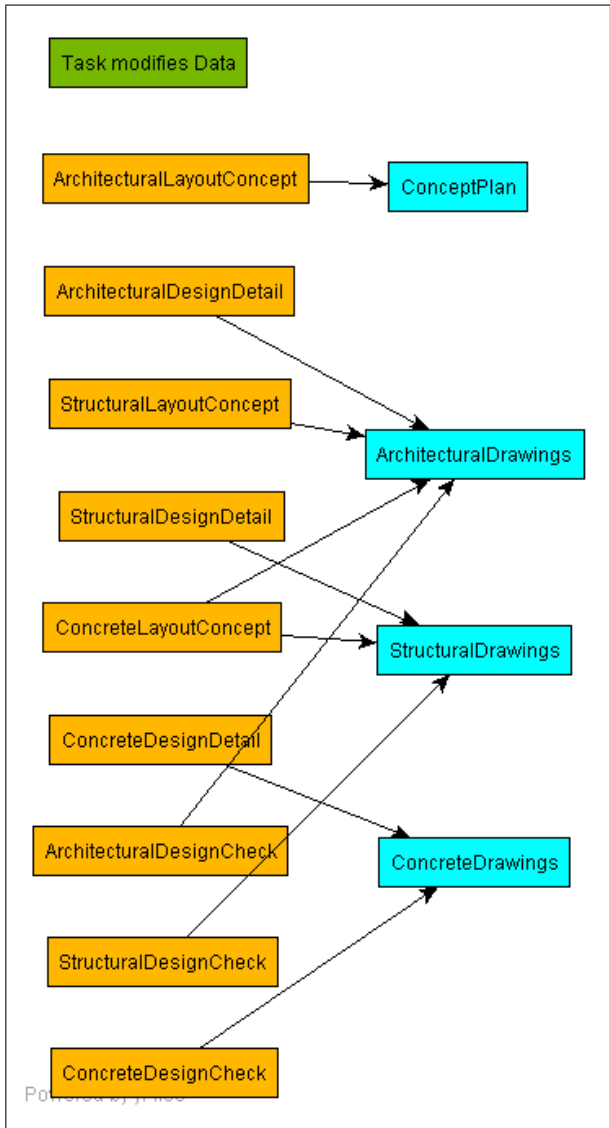 Task modifies Data
ArchitecturalLayoutConcept
ConceptPlan
ArchitecturalDesignDetail
StructuralLayoutConcept
ArchitecturalDrawings
StructuralDesignDetail
ConcreteLayoutConcept
StructuralDrawings
ConcreteDesignDetail
ArchitecturalDesignCheck
ConcreteDrawings
StructuralDesignCheck
ConcreteDesignCheck